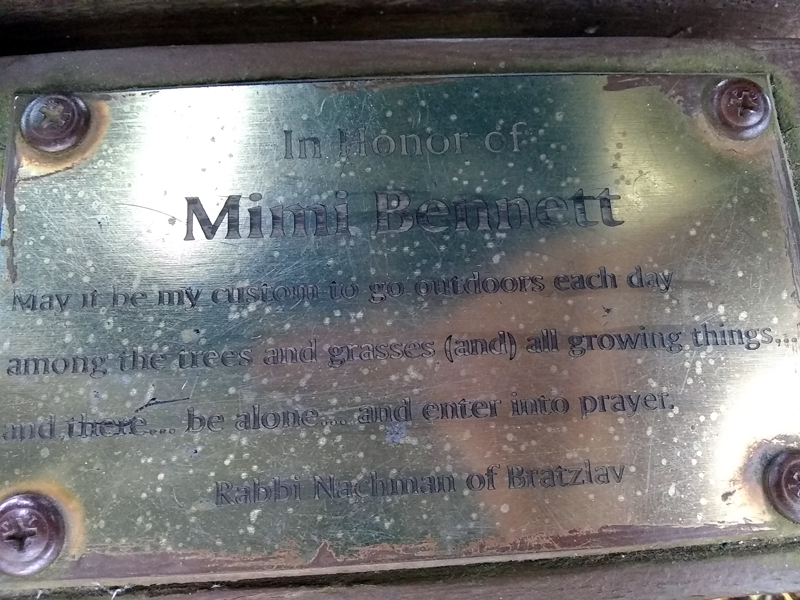 In Honor of
Mimi Bennett
May it be my custom to go outdoors each day
among the trees and grasses (and) all growing things,..
and there... be alone.... and enter into prayer.
Rabbi Nachman of Bratzlav